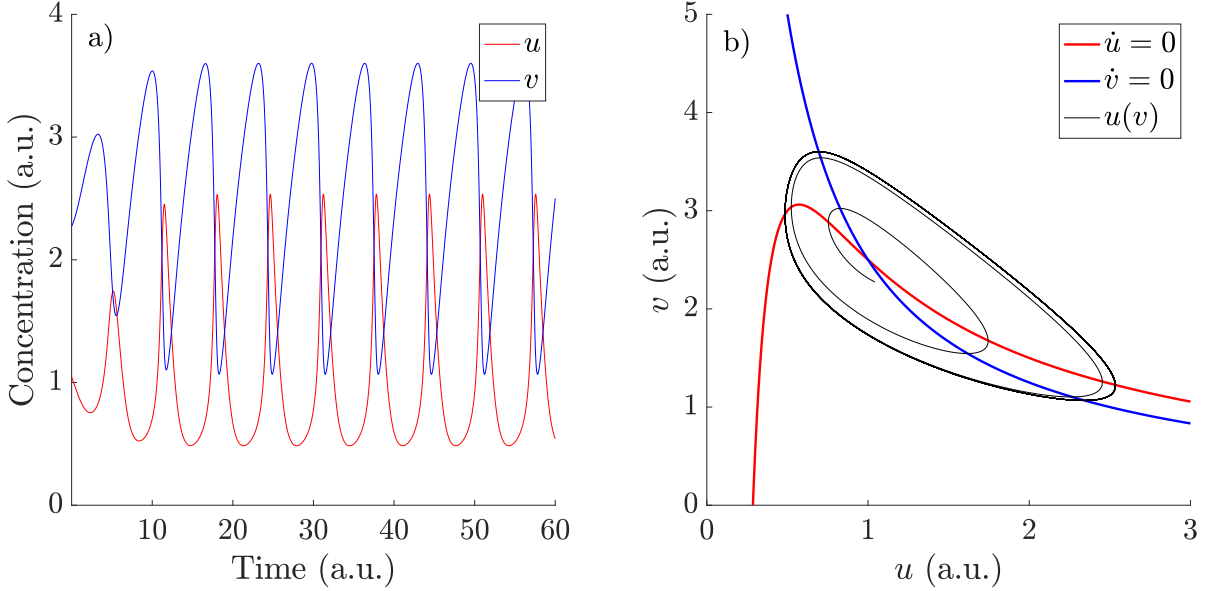 a)
u
v
4
3
2
1
0
10
20
30
40
50
60
Concentration (a.u.)
Time (a.u.)
b)
u̇ = 0
v̇ = 0
u(v)
5
4
3
2
1
0
0
1
2
3
v (a.u.)
u (a.u.)